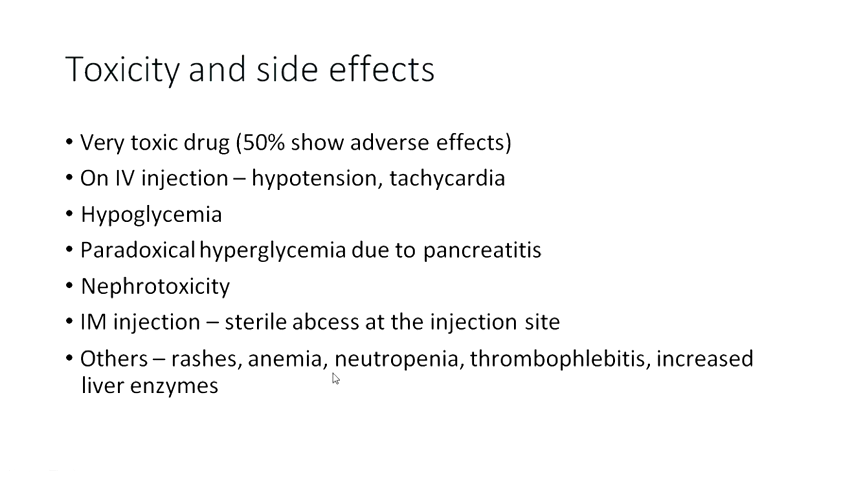 Toxicity and side effects
• Very toxic drug (50% show adverse effects)
• On IV injection – hypotension, tachycardia
• Hypoglycemia
• Paradoxical hyperglycemia due to pancreatitis
• Nephrotoxicity
• IM injection – sterile abcess at the injection site
• Others – rashes, anemia, neutropenia, thrombophlebitis, increased
liver enzymes